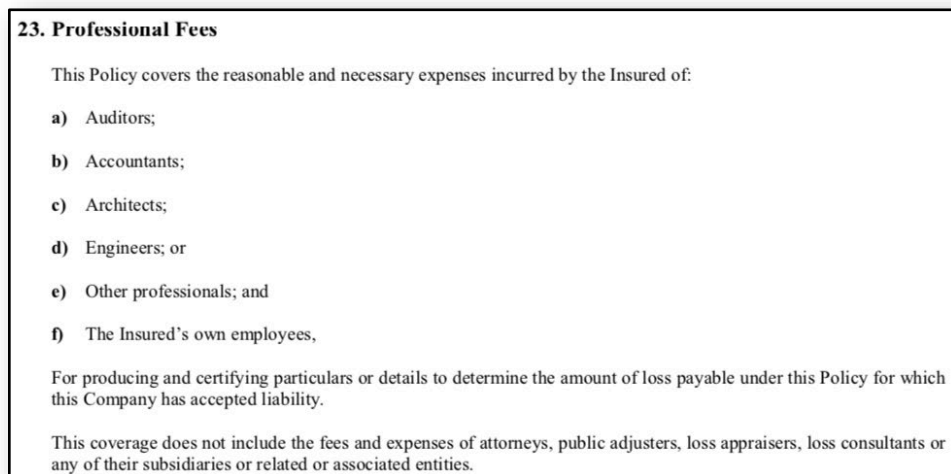 23. Professional Fees
This Policy covers the reasonable and necessary expenses incurred by the Insured of:
a) Auditors;
b) Accountants;
c) Architects;
d) Engineers; or
e) Other professionals; and
f) The Insured’s own employees,
For producing and certifying particulars or details to determine the amount of loss payable under this Policy for which
this Company has accepted liability.
This coverage does not include the fees and expenses of attorneys, public adjusters, loss appraisers, loss consultants or
any of their subsidiaries or related or associated entities.